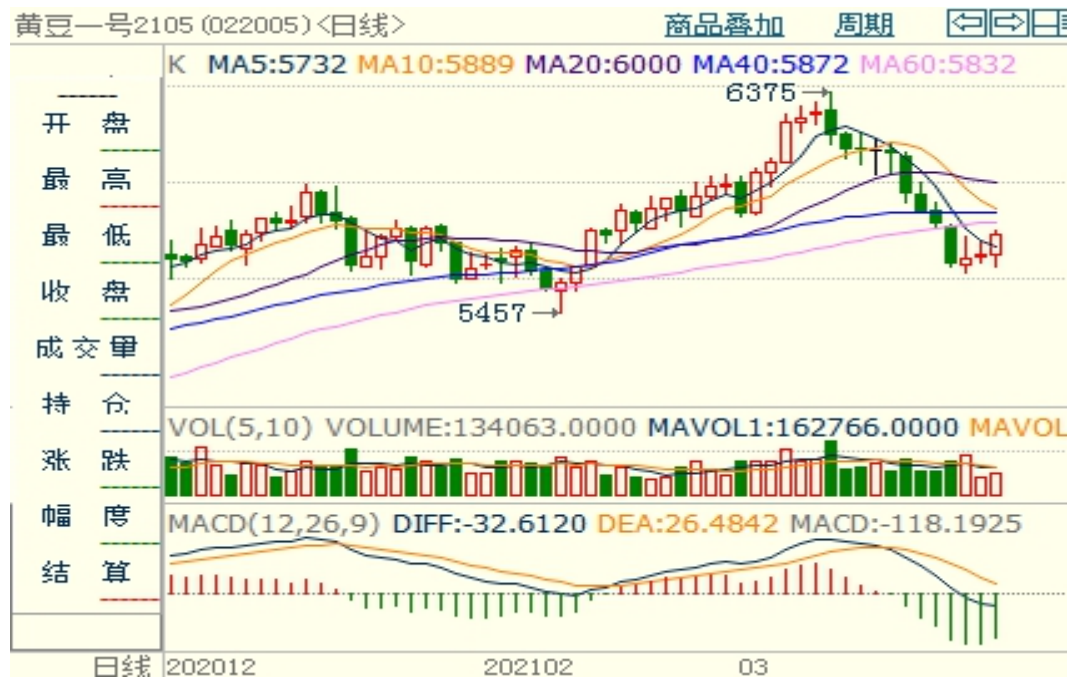 黄豆一号2105 (022005) <日线> 商品叠加 周期
K MA5:5732 MA10:5889 MA20:6000 MA40:5872 MA60:5832
6375
开 盘
最 高
最 低
收 盘
5457
成交量
持 仓
VOL(5,10) VOLUME:134063.0000 MAVOL1:162766.0000 MAVOL
涨 跌
幅 度
MACD(12,26,9) DIFF:-32.6120 DEA:26.4842 MACD:-118.1925
结 算
日线 202012 202102 03